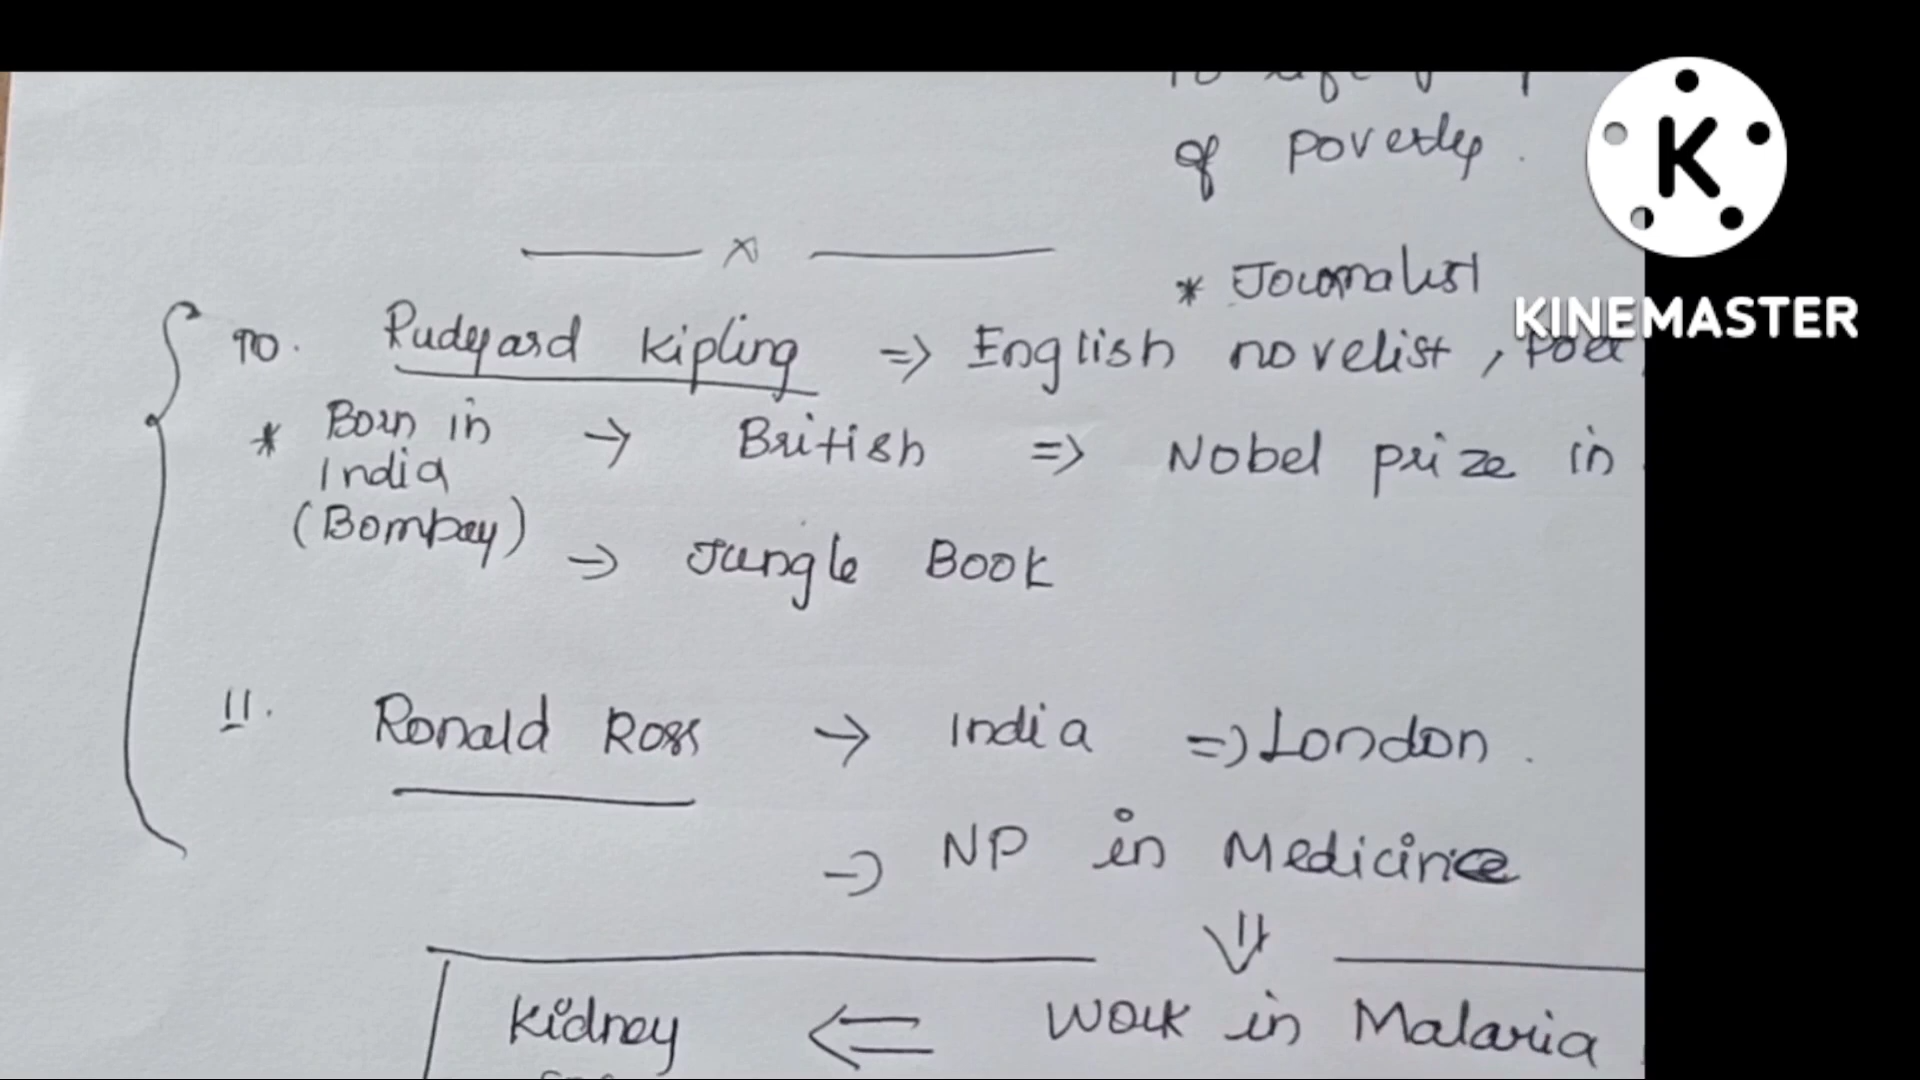 of poverty.
x
* Journalist
10. Rudyard Kipling => English novelist, Poet,
* Born in India (Bombay)
-> British => Nobel prize in
-> Jungle Book
11. Ronald Ross -> India => London.
-> NP in Medicine
Kidney <= Work in Malaria
K
KINEMASTER